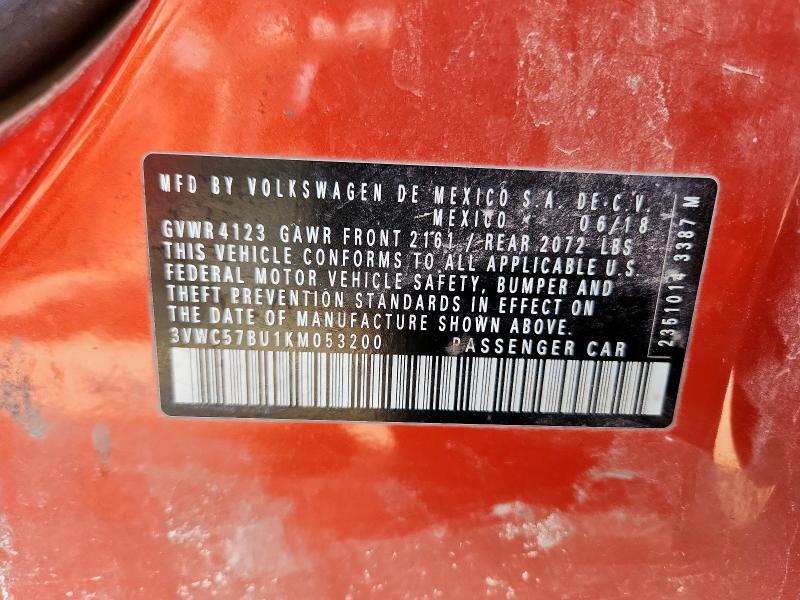 MFD BY VOLKSWAGEN DE MEXICO S.A. DE C.V.
MEXICO 06/18
GVWR 4123 GAWR FRONT 2161 / REAR 2072 LBS
THIS VEHICLE CONFORMS TO ALL APPLICABLE U.S.
FEDERAL MOTOR VEHICLE SAFETY, BUMPER AND
THEFT PREVENTION STANDARDS IN EFFECT ON
THE DATE OF MANUFACTURE SHOWN ABOVE.
3VWC57BU1KM053200 PASSENGER CAR
2351014 3387 M